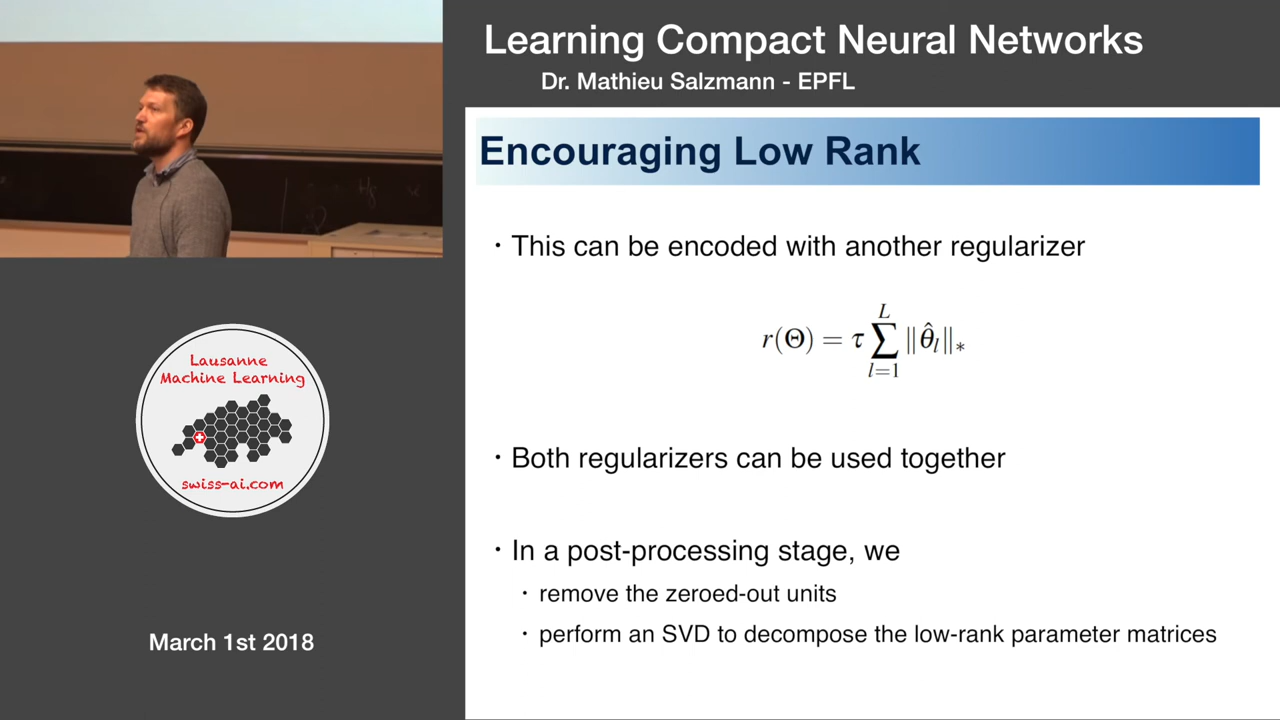 Learning Compact Neural Networks
Dr. Mathieu Salzmann - EPFL
Encouraging Low Rank
· This can be encoded with another regularizer
r(Θ) = τ ∑_{l=1}^{L} ‖θ̂_l‖_*
· Both regularizers can be used together
· In a post-processing stage, we
· remove the zeroed-out units
· perform an SVD to decompose the low-rank parameter matrices
Lausanne
Machine Learning
swiss-ai.com
March 1st 2018